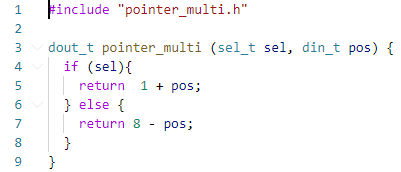 1 #include "pointer_multi.h"
2
3 dout_t pointer_multi (sel_t sel, din_t pos) {
4   if (sel){
5     return  1 + pos;
6   } else {
7     return 8 - pos;
8   }
9 }